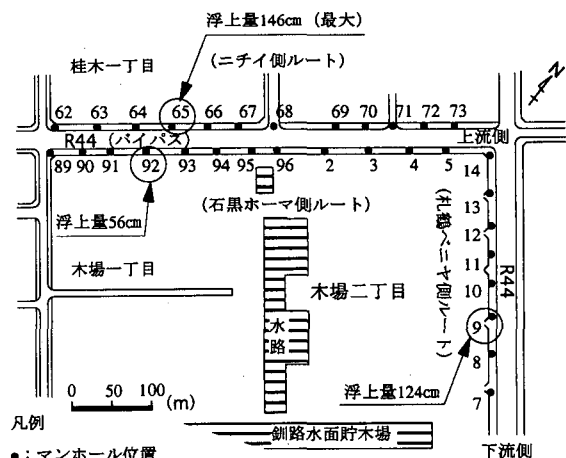 浮上量146cm（最大）
桂木一丁目
（ニチイ側ルート）
62 63 64 65 66 67 68 69 70 71 72 73
R44（バイパス）
上流側
89 90 91 92 93 94 95 96 2 3 4 5
14
13
12
11
10
9
8
7
（石黒ホーマ側ルート）
（札鶴ベニヤ側ルート）
R44
浮上量56cm
木場一丁目
木場二丁目
水路
浮上量124cm
0 50 100（m）
凡例
釧路水面貯木場
●：マンホール位置
下流側
N